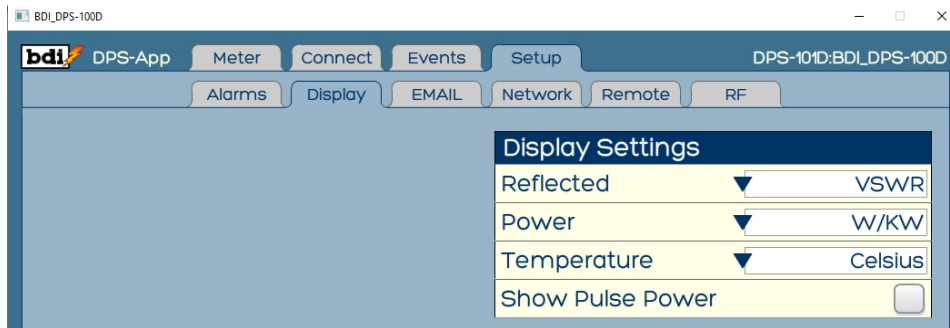 BDI_DPS-100D
bdi DPS-App Meter Connect Events Setup DPS-101D:BDI_DPS-100D
Alarms Display EMAIL Network Remote RF
Display Settings
Reflected VSWR
Power W/KW
Temperature Celsius
Show Pulse Power